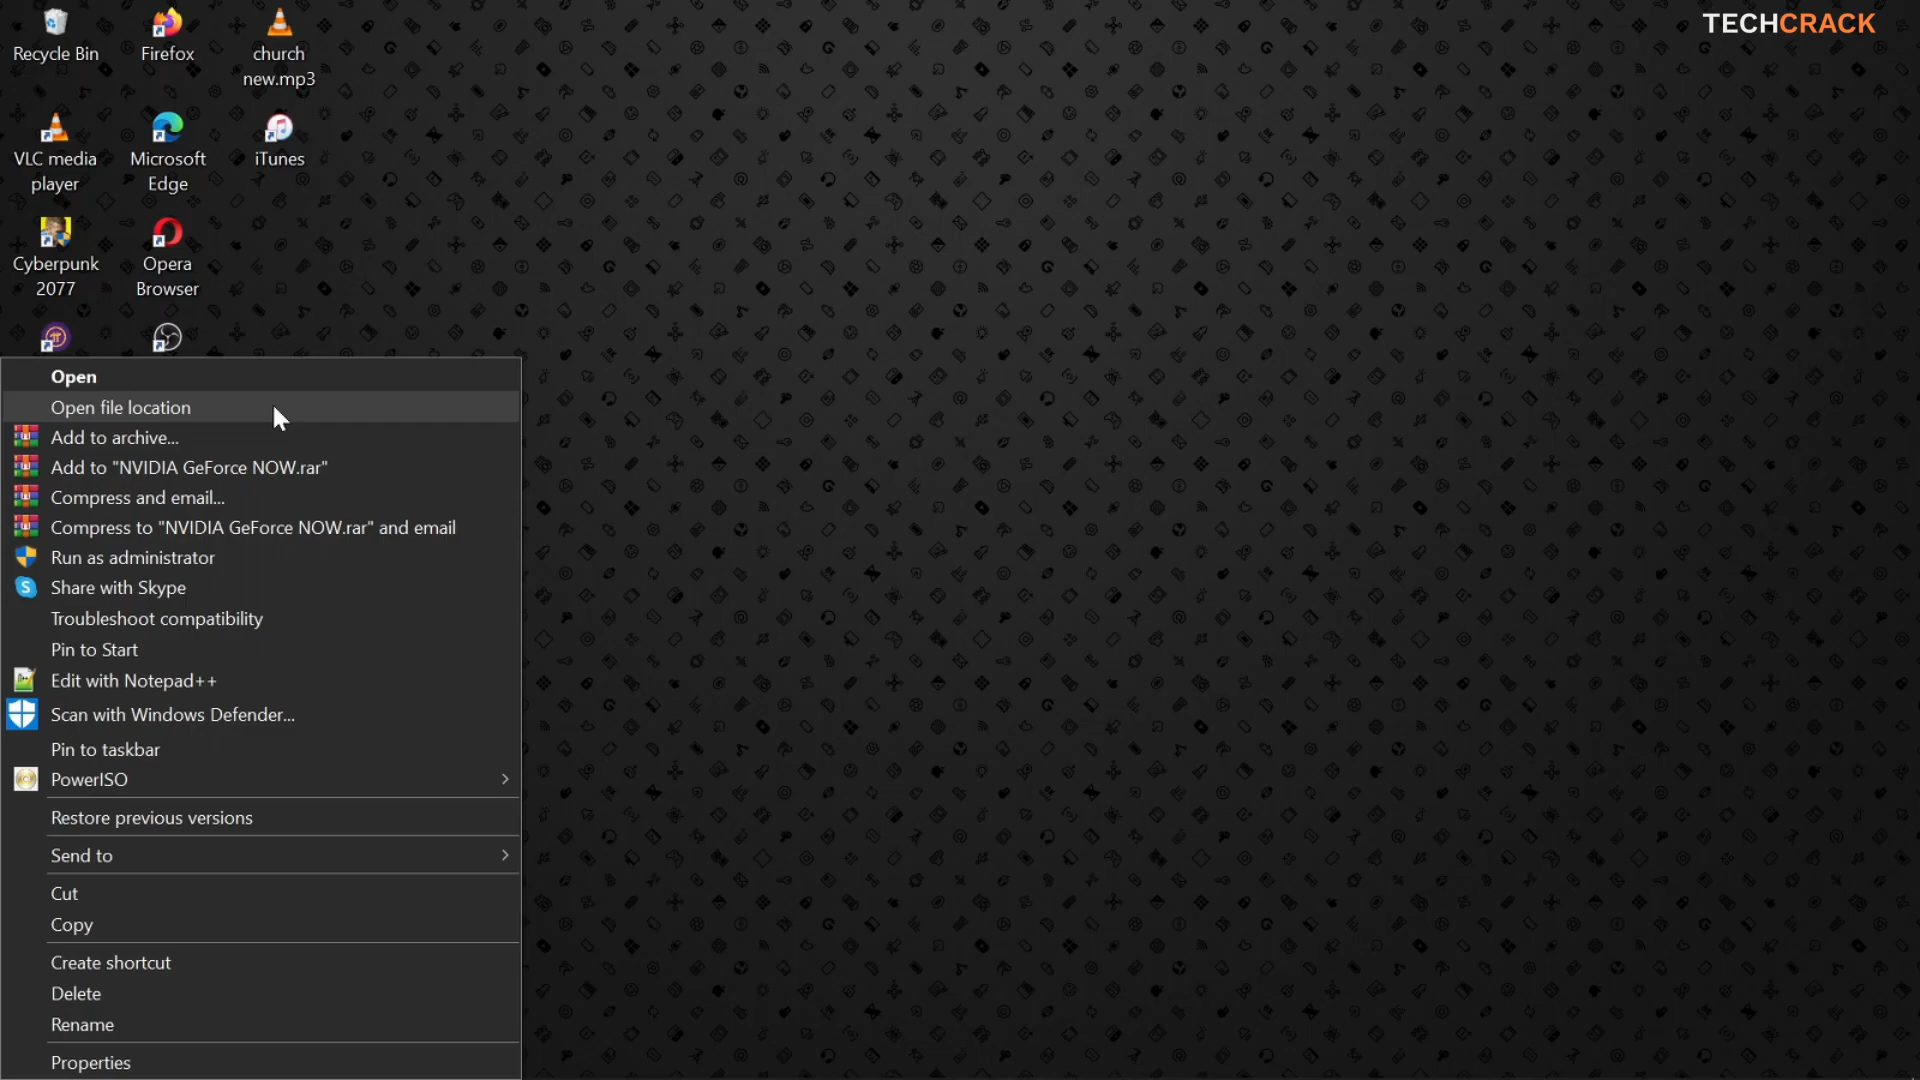 TECHCRACK
Recycle Bin
Firefox
church
new.mp3
VLC media
player
Microsoft
Edge
iTunes
Cyberpunk
2077
Opera
Browser
Open
Open file location
Add to archive...
Add to "NVIDIA GeForce NOW.rar"
Compress and email...
Compress to "NVIDIA GeForce NOW.rar" and email
Run as administrator
Share with Skype
Troubleshoot compatibility
Pin to Start
Edit with Notepad++
Scan with Windows Defender...
Pin to taskbar
PowerISO
Restore previous versions
Send to
Cut
Copy
Create shortcut
Delete
Rename
Properties